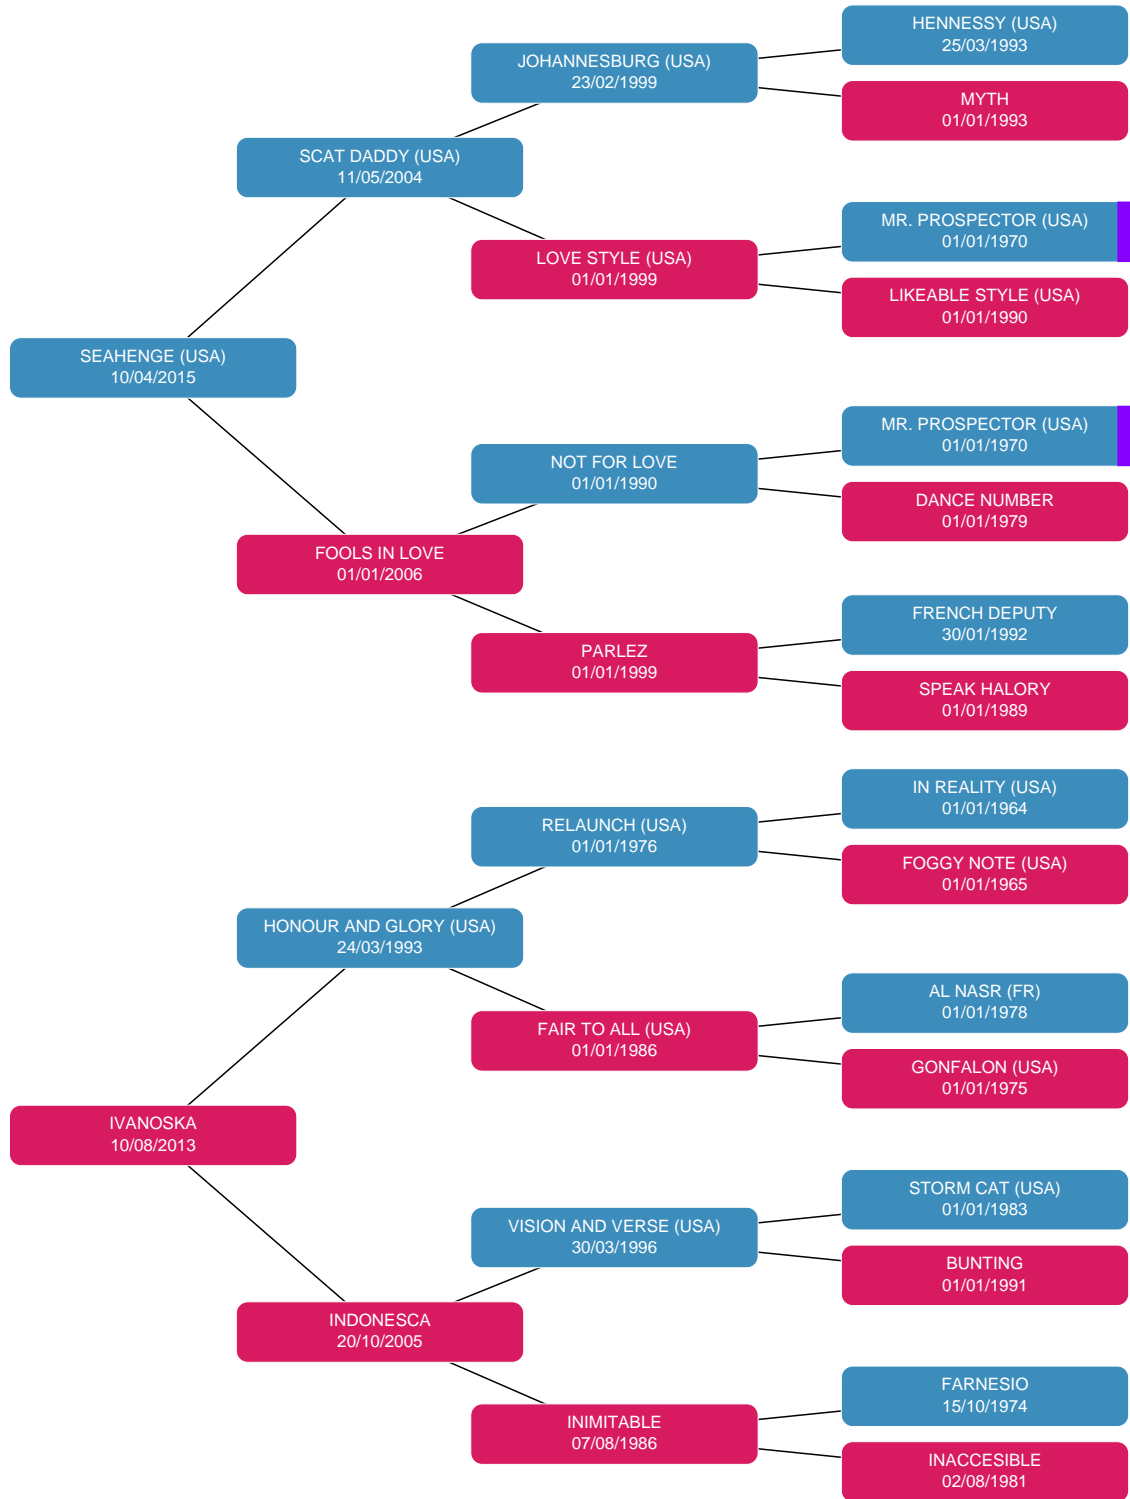 HENNESSY (USA)
25/03/1993
JOHANNESBURG (USA)
23/02/1999
MYTH
01/01/1993
SCAT DADDY (USA)
11/05/2004
MR. PROSPECTOR (USA)
01/01/1970
LOVE STYLE (USA)
01/01/1999
LIKEABLE STYLE (USA)
01/01/1990
SEAHENGE (USA)
10/04/2015
MR. PROSPECTOR (USA)
01/01/1970
NOT FOR LOVE
01/01/1990
DANCE NUMBER
01/01/1979
FOOLS IN LOVE
01/01/2006
FRENCH DEPUTY
30/01/1992
PARLEZ
01/01/1999
SPEAK HALORY
01/01/1989
IN REALITY (USA)
01/01/1964
RELAUNCH (USA)
01/01/1976
FOGGY NOTE (USA)
01/01/1965
HONOUR AND GLORY (USA)
24/03/1993
AL NASR (FR)
01/01/1978
FAIR TO ALL (USA)
01/01/1986
GONFALON (USA)
01/01/1975
IVANOSKA
10/08/2013
STORM CAT (USA)
01/01/1983
VISION AND VERSE (USA)
30/03/1996
BUNTING
01/01/1991
INDONESCA
20/10/2005
FARNESIO
15/10/1974
INIMITABLE
07/08/1986
INACCESIBLE
02/08/1981